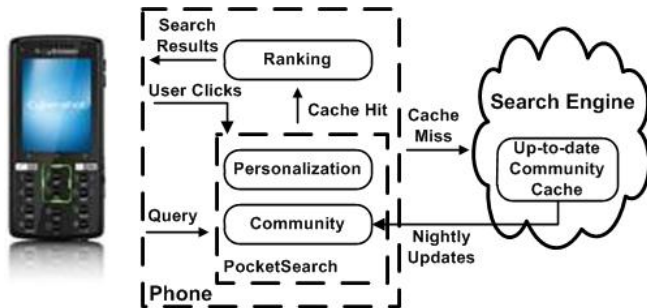 Search
Results
Ranking
User Clicks
Cache Hit
Personalization
Query
Community
PocketSearch
Phone
Cache
Miss
Search Engine
Up-to-date
Community
Cache
Nightly
Updates
Cybershot